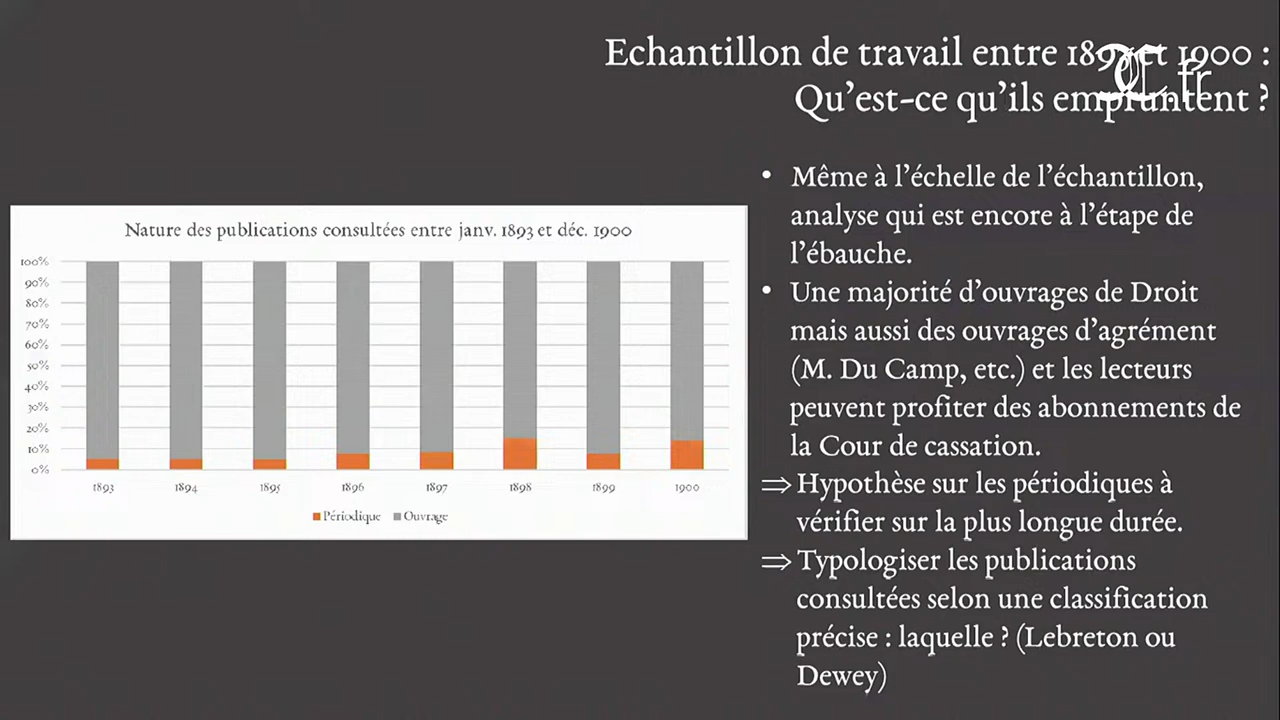 Echantillon de travail entre 1893 et 1900 :
Qu'est-ce qu'ils empruntent ?
CC.fr
• Même à l'échelle de l'échantillon,
analyse qui est encore à l'étape de
l'ébauche.
• Une majorité d'ouvrages de Droit
mais aussi des ouvrages d'agrément
(M. Du Camp, etc.) et les lecteurs
peuvent profiter des abonnements de
la Cour de cassation.
⇒ Hypothèse sur les périodiques à
vérifier sur la plus longue durée.
⇒ Typologiser les publications
consultées selon une classification
précise : laquelle ? (Lebreton ou
Dewey)
Nature des publications consultées entre janv. 1893 et déc. 1900
100%
90%
80%
70%
60%
50%
40%
30%
20%
10%
0%
1893 1894 1895 1896 1897 1898 1899 1900
Périodique Ouvrage